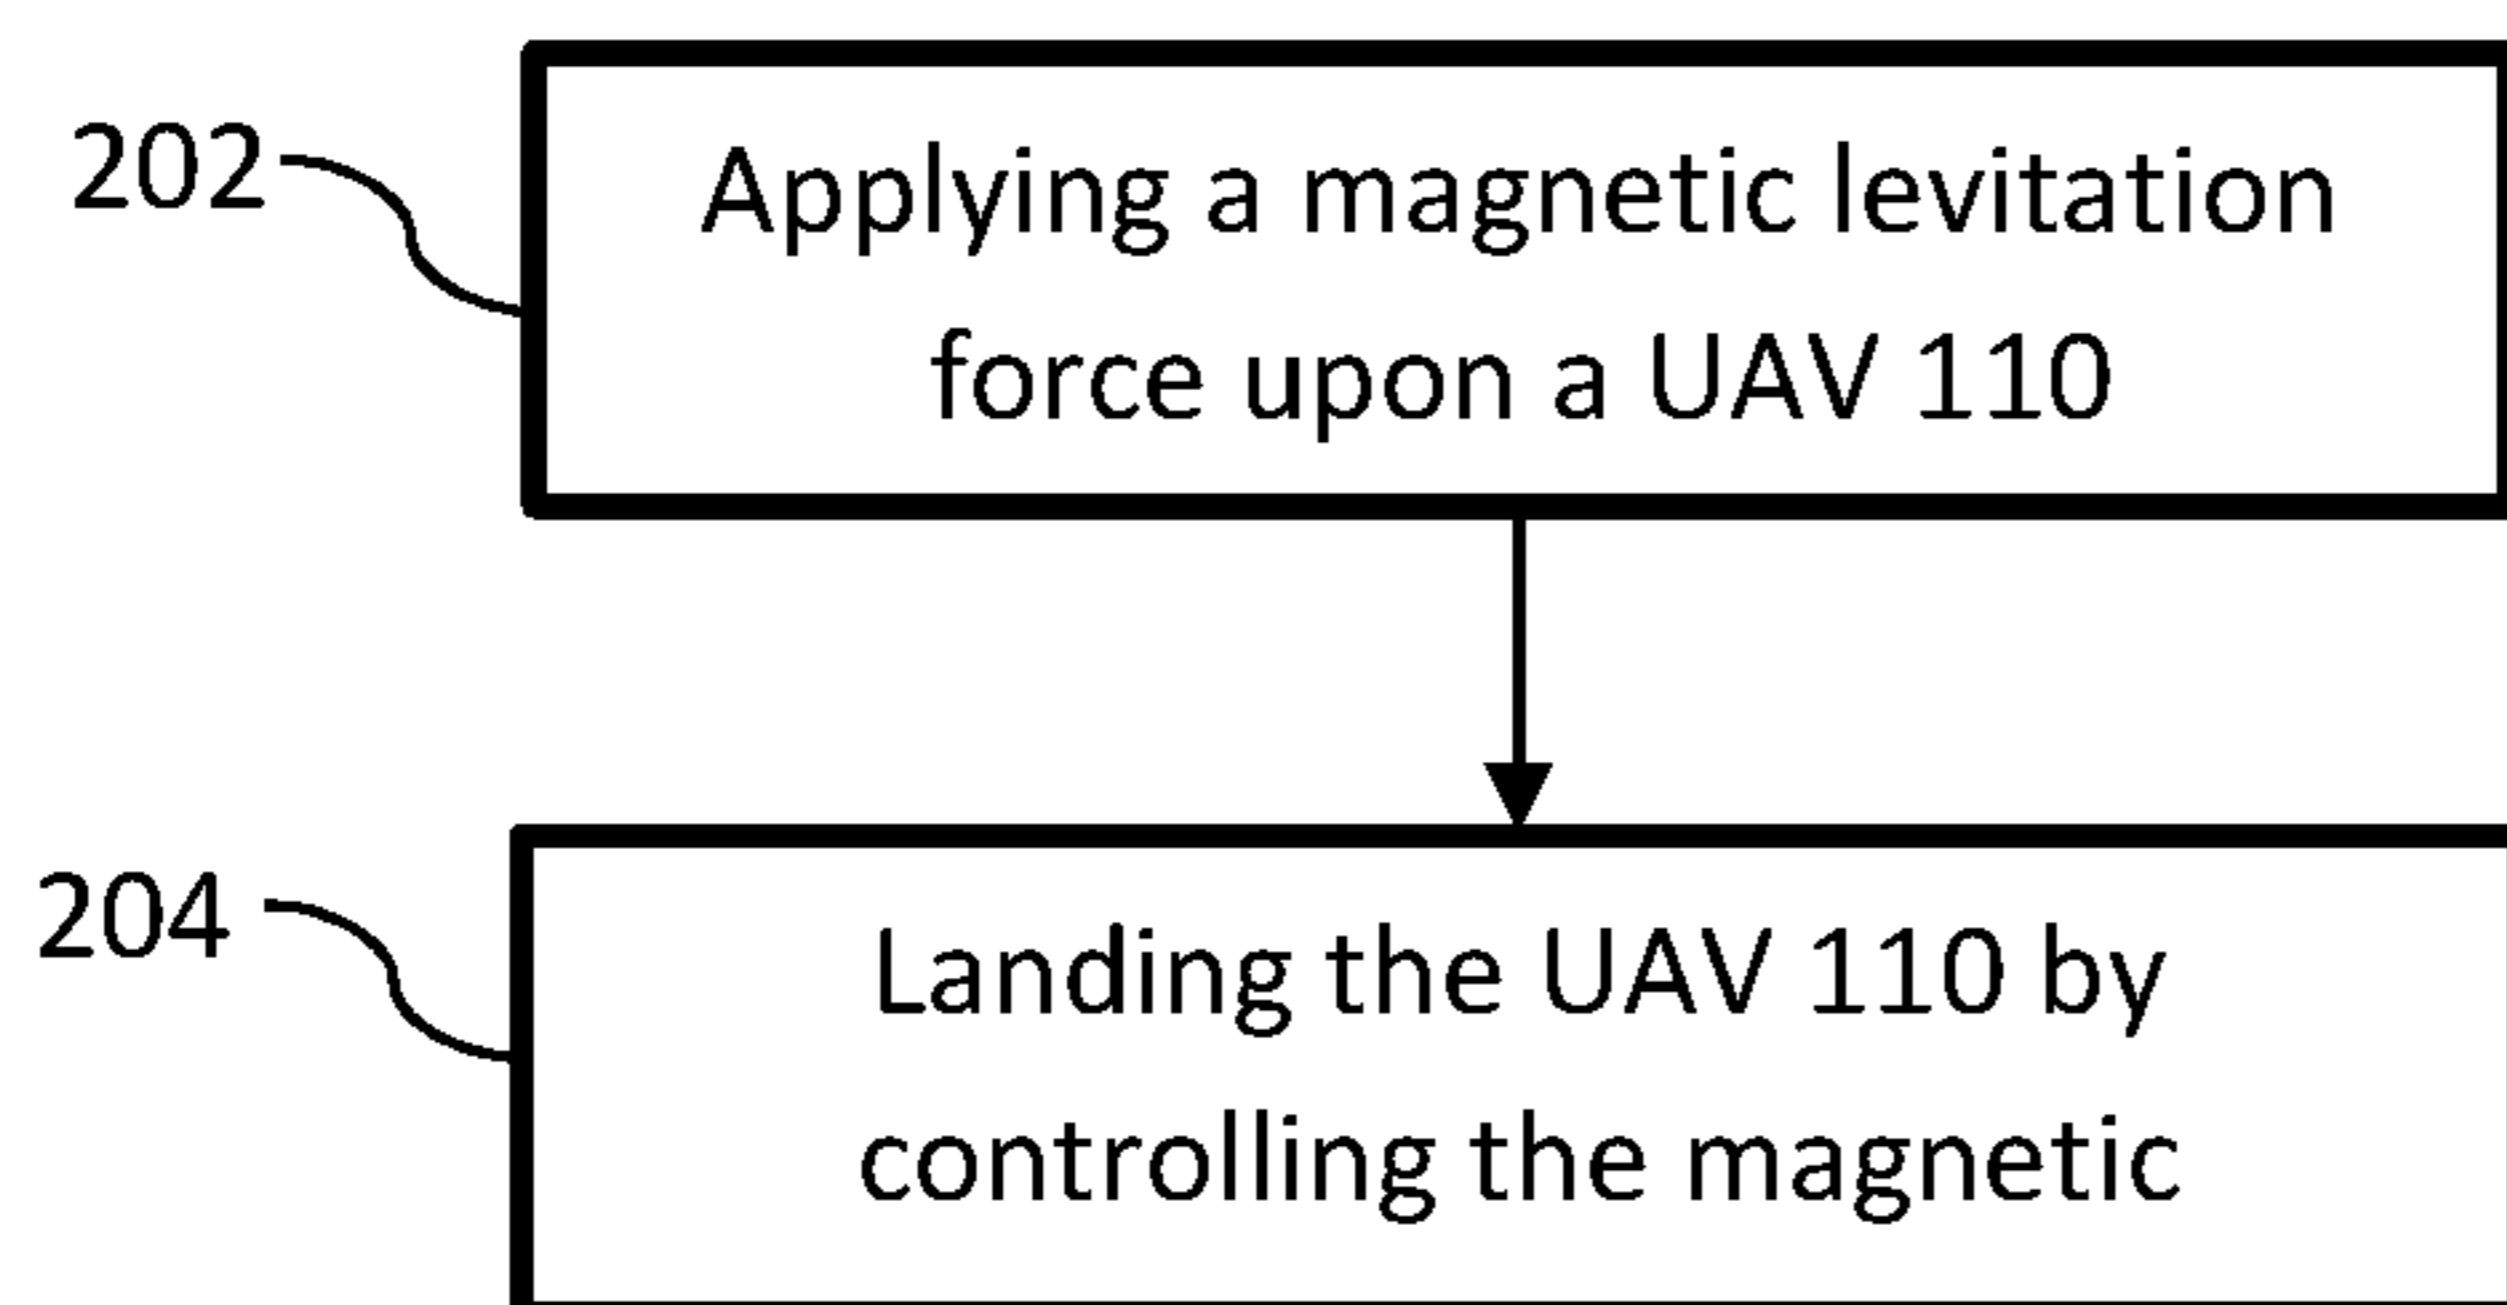 202
Applying a magnetic levitation
force upon a UAV 110
204
Landing the UAV 110 by
controlling the magnetic